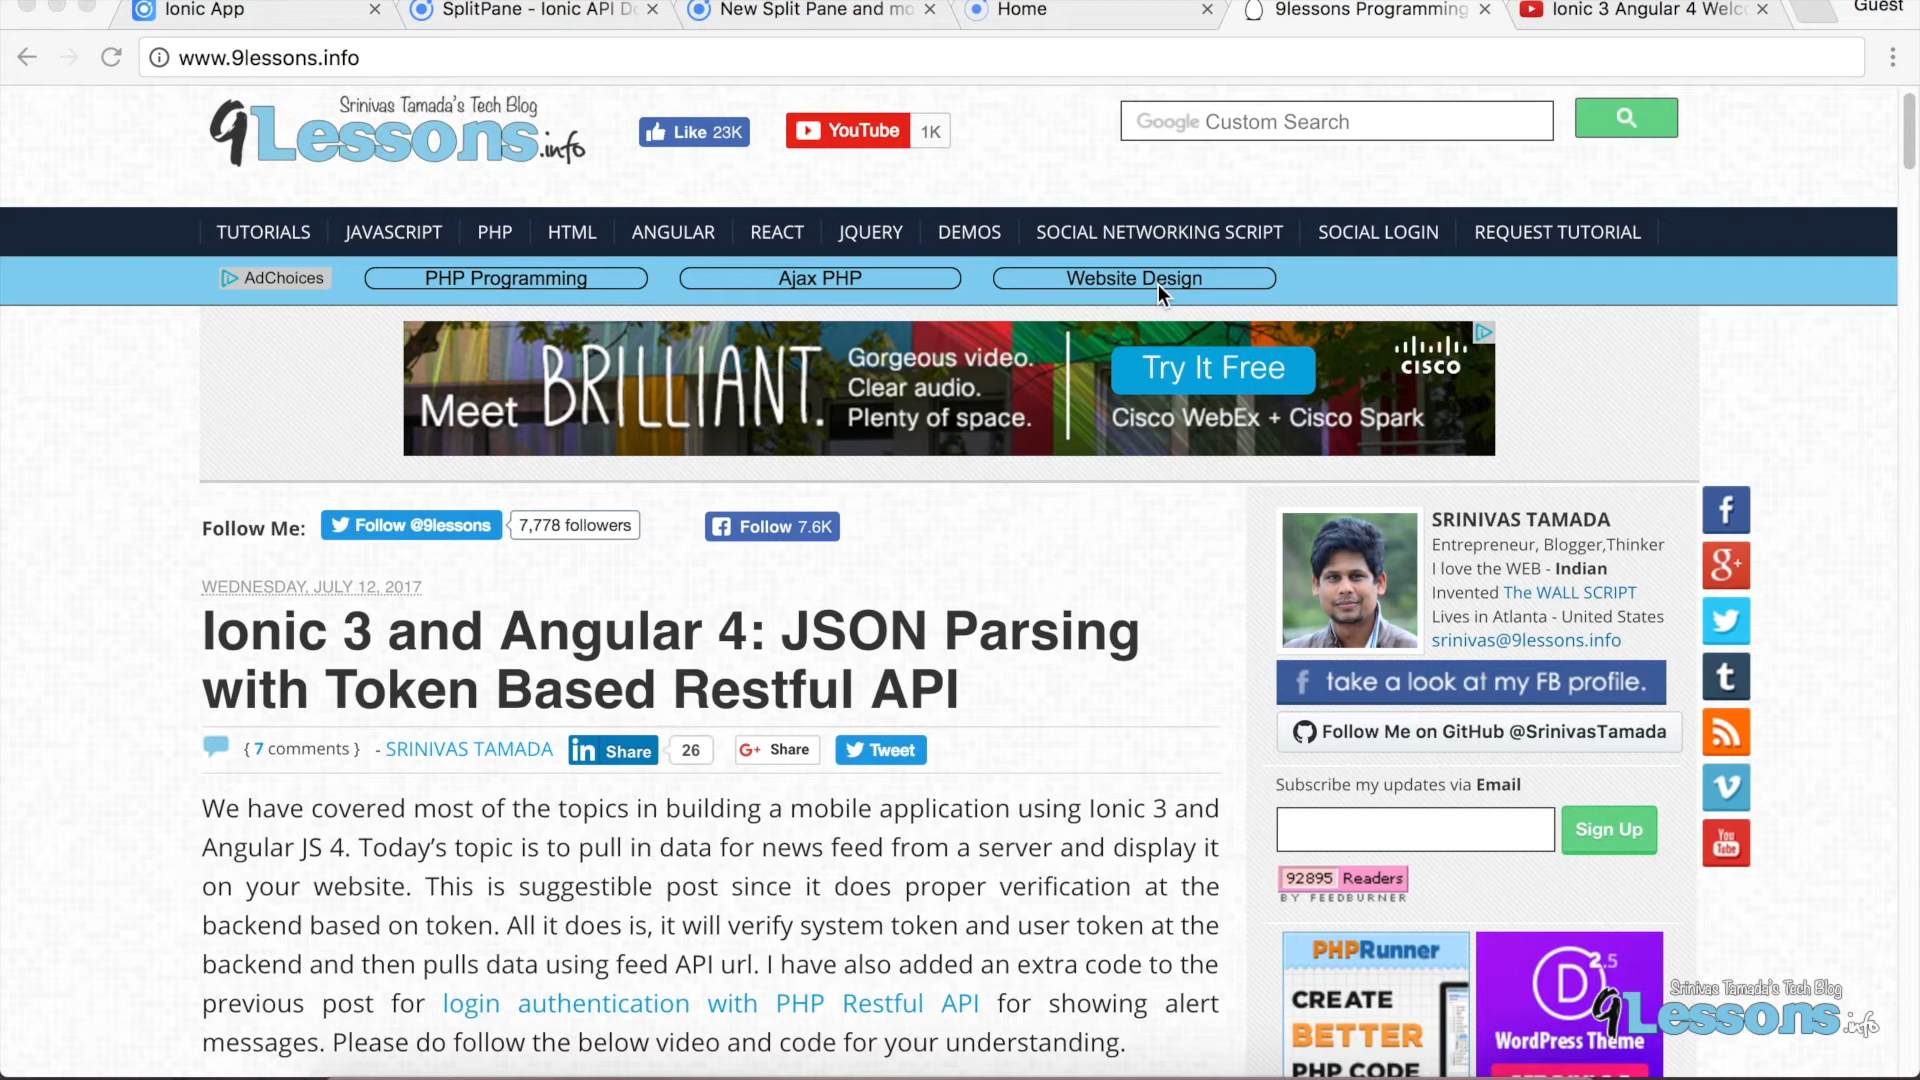 Ionic App
SplitPane - Ionic API Do
New Split Pane and mo
Home
9lessons Programming
Ionic 3 Angular 4 Welco
Guest
www.9lessons.info
Srinivas Tamada's Tech Blog
9Lessons.info
Like 23K
YouTube 1K
Google Custom Search
TUTORIALS JAVASCRIPT PHP HTML ANGULAR REACT JQUERY DEMOS SOCIAL NETWORKING SCRIPT SOCIAL LOGIN REQUEST TUTORIAL
AdChoices
PHP Programming
Ajax PHP
Website Design
Meet BRILLIANT.
Gorgeous video.
Clear audio.
Plenty of space.
Try It Free
CISCO
Cisco WebEx + Cisco Spark
Follow Me:
Follow @9lessons
7,778 followers
Follow 7.6K
WEDNESDAY, JULY 12, 2017
Ionic 3 and Angular 4: JSON Parsing
with Token Based Restful API
{ 7 comments } - SRINIVAS TAMADA
in Share 26
G+ Share
Tweet
We have covered most of the topics in building a mobile application using Ionic 3 and
Angular JS 4. Today's topic is to pull in data for news feed from a server and display it
on your website. This is suggestible post since it does proper verification at the
backend based on token. All it does is, it will verify system token and user token at the
backend and then pulls data using feed API url. I have also added an extra code to the
previous post for login authentication with PHP Restful API for showing alert
messages. Please do follow the below video and code for your understanding.
SRINIVAS TAMADA
Entrepreneur, Blogger,Thinker
I love the WEB - Indian
Invented The WALL SCRIPT
Lives in Atlanta - United States
srinivas@9lessons.info
f take a look at my FB profile.
Follow Me on GitHub @SrinivasTamada
Subscribe my updates via Email
Sign Up
92895 Readers
BY FEEDBURNER
f
g+
t
You
Tube
PHPRunner
CREATE
BETTER
PHP CODE
D 2.5
WordPress Theme
Srinivas Tamada's Tech Blog
9Lessons.info